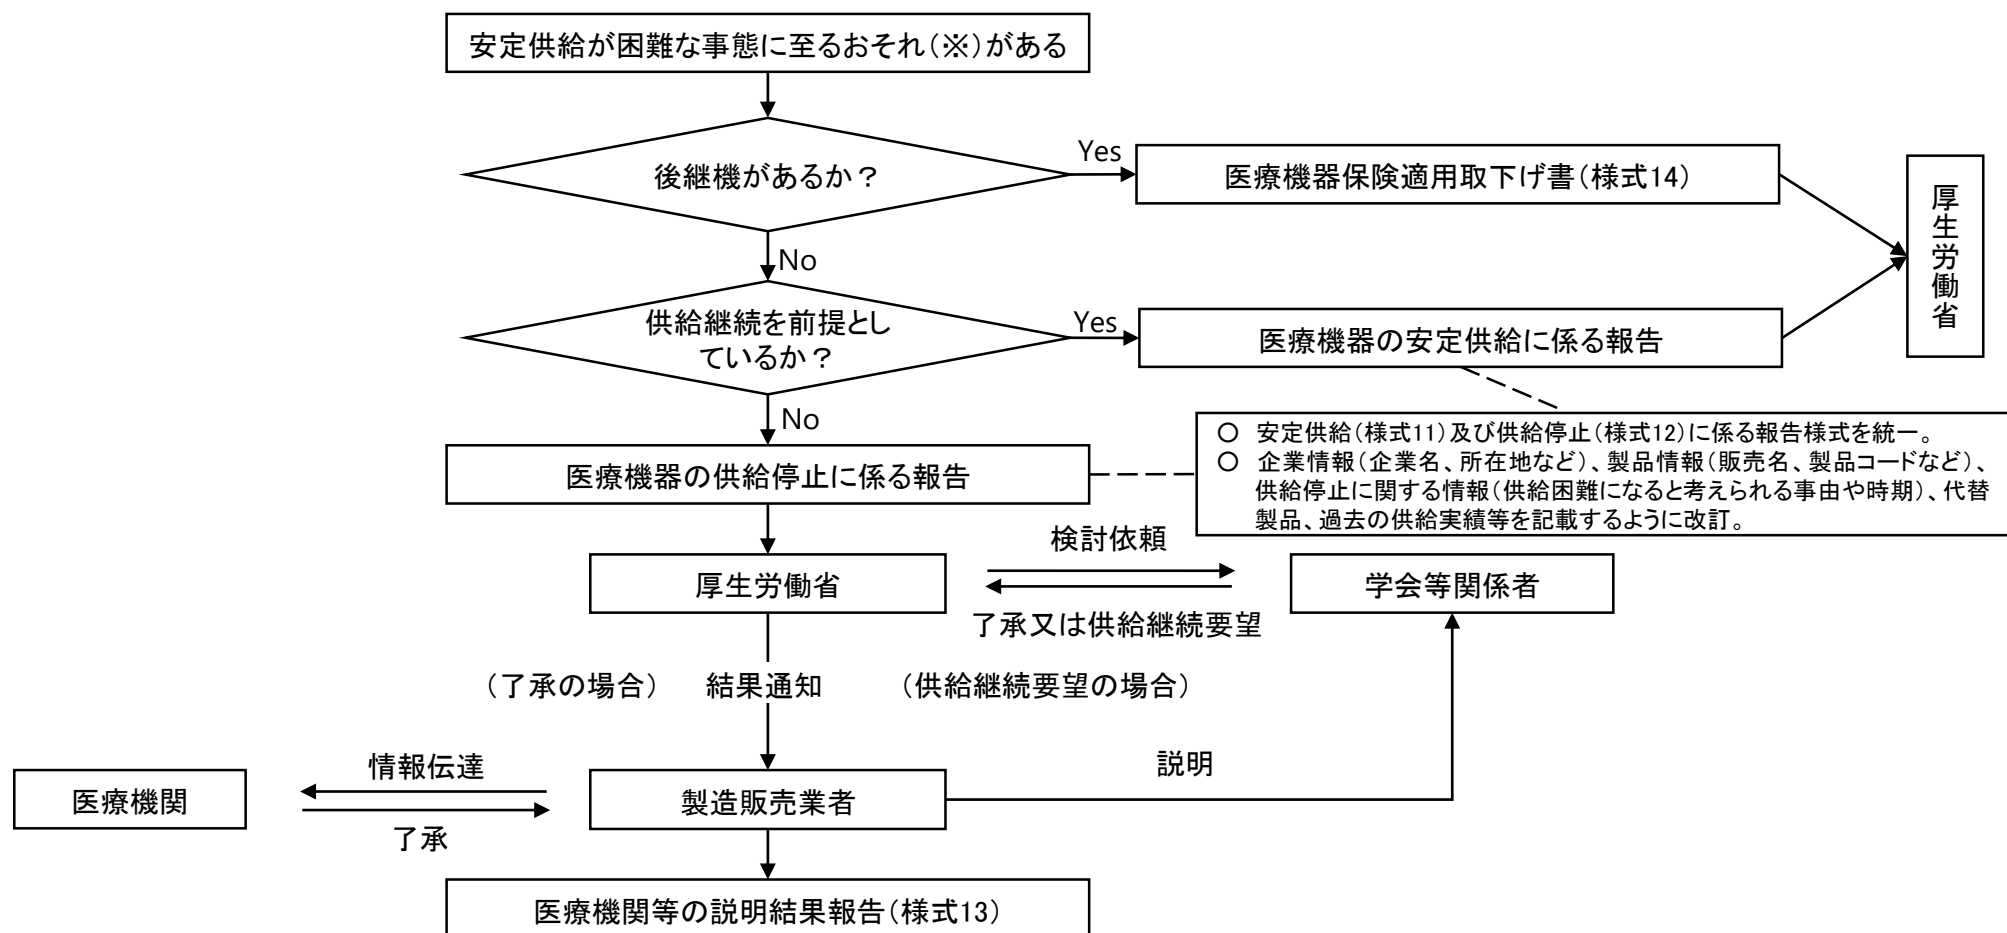 安定供給が困難な事態に至るおそれ(※)がある
後継機があるか？
Yes
医療機器保険適用取下げ書(様式14)
厚生労働省
No
供給継続を前提とし
ているか？
Yes
医療機器の安定供給に係る報告
No
医療機器の供給停止に係る報告
○ 安定供給(様式11)及び供給停止(様式12)に係る報告様式を統一。
○ 企業情報(企業名、所在地など)、製品情報(販売名、製品コードなど)、
供給停止に関する情報(供給困難になると考えられる事由や時期)、代替
製品、過去の供給実績等を記載するように改訂。
厚生労働省
検討依頼
了承又は供給継続要望
学会等関係者
(了承の場合)
結果通知
(供給継続要望の場合)
医療機関
情報伝達
了承
製造販売業者
説明
医療機関等の説明結果報告(様式13)